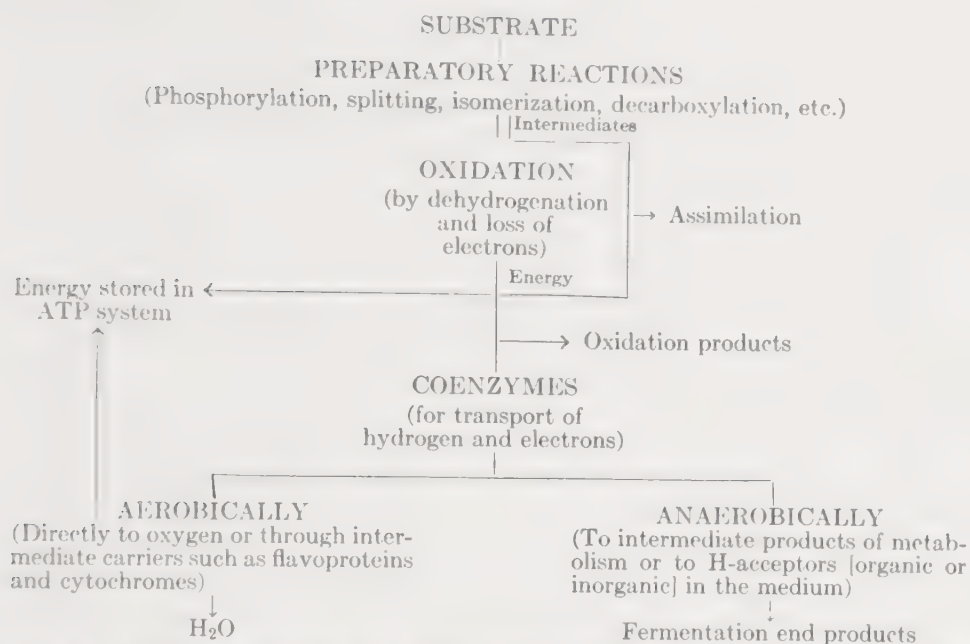 SUBSTRATE
PREPARATORY REACTIONS
(Phosphorylation, splitting, isomerization, decarboxylation, etc.)
Intermediates
OXIDATION
(by dehydrogenation
and loss of
electrons)
Assimilation
Energy
Energy stored in
ATP system
Oxidation products
COENZYMES
(for transport of
hydrogen and electrons)
AEROBICALLY
(Directly to oxygen or through inter-
mediate carriers such as flavoproteins
and cytochromes)
H₂O
ANAEROBICALLY
(To intermediate products of metab-
olism or to H-acceptors [organic or
inorganic] in the medium)
Fermentation end products